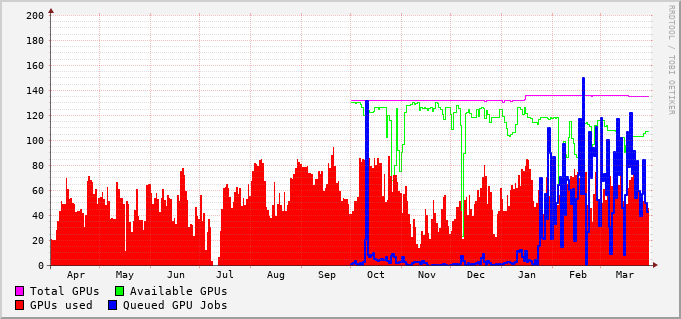 200
180
160
140
120
100
80
60
40
20
0
Apr May Jun Jul Aug Sep Oct Nov Dec Jan Feb Mar
Total GPUs Available GPUs
GPUs used Queued GPU Jobs
RRDTOOL / TOBI OETIKER